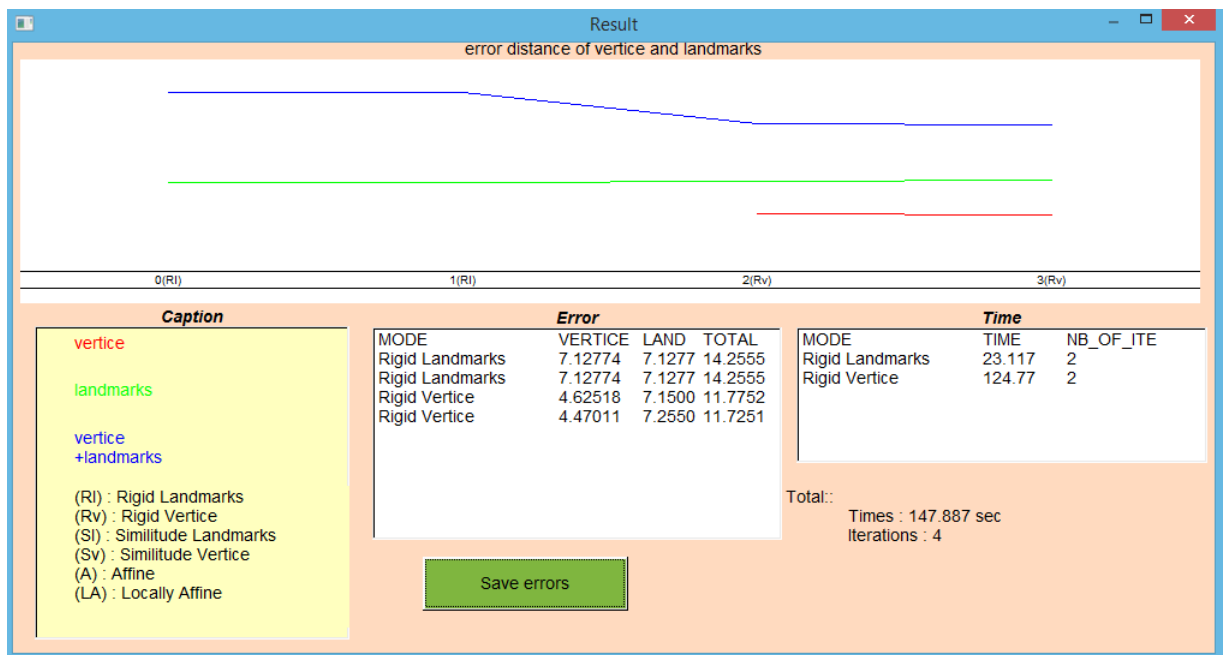 Result
error distance of vertice and landmarks
0(Rl) 1(Rl) 2(Rv) 3(Rv)
Caption
vertice
landmarks
vertice
+landmarks
(Rl) : Rigid Landmarks
(Rv) : Rigid Vertice
(Sl) : Similitude Landmarks
(Sv) : Similitude Vertice
(A) : Affine
(LA) : Locally Affine
Error
MODE VERTICE LAND TOTAL
Rigid Landmarks 7.12774 7.1277 14.2555
Rigid Landmarks 7.12774 7.1277 14.2555
Rigid Vertice 4.62518 7.1500 11.7752
Rigid Vertice 4.47011 7.2550 11.7251
Save errors
Time
MODE TIME NB_OF_ITE
Rigid Landmarks 23.117 2
Rigid Vertice 124.77 2
Total::
Times : 147.887 sec
Iterations : 4